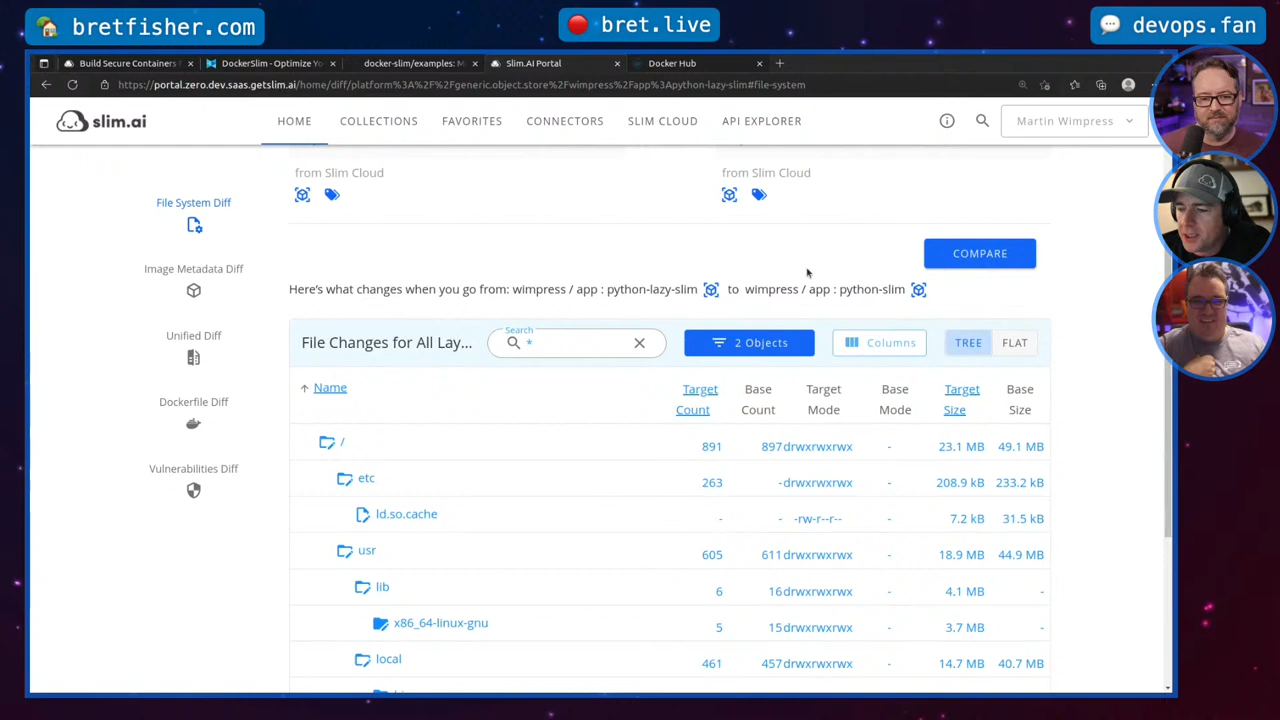 bretfisher.com
bret.live
devops.fan
Build Secure Containers
DockerSlim - Optimize Yo
docker-slim/examples: M
Slim.AI Portal
Docker Hub
https://portal.zero.dev.saas.getslim.ai/home/diff/platform%3A%2F%2Fgeneric.object.store%2Fwimpress%2Fapp%3Apython-lazy-slim#file-system
slim.ai
HOME
COLLECTIONS
FAVORITES
CONNECTORS
SLIM CLOUD
API EXPLORER
Martin Wimpress
File System Diff
Image Metadata Diff
Unified Diff
Dockerfile Diff
Vulnerabilities Diff
from Slim Cloud
from Slim Cloud
COMPARE
Here's what changes when you go from: wimpress / app : python-lazy-slim to wimpress / app : python-slim
File Changes for All Lay...
Search
*
2 Objects
Columns
TREE
FLAT
Name
Target Count
Base Count
Target Mode
Base Mode
Target Size
Base Size
/ 891 897 drwxrwxrwx - 23.1 MB 49.1 MB
etc 263 - drwxrwxrwx - 208.9 kB 233.2 kB
ld.so.cache - - -rw-r--r-- 7.2 kB 31.5 kB
usr 605 611 drwxrwxrwx - 18.9 MB 44.9 MB
lib 6 16 drwxrwxrwx - 4.1 MB -
x86_64-linux-gnu 5 15 drwxrwxrwx - 3.7 MB -
local 461 457 drwxrwxrwx - 14.7 MB 40.7 MB